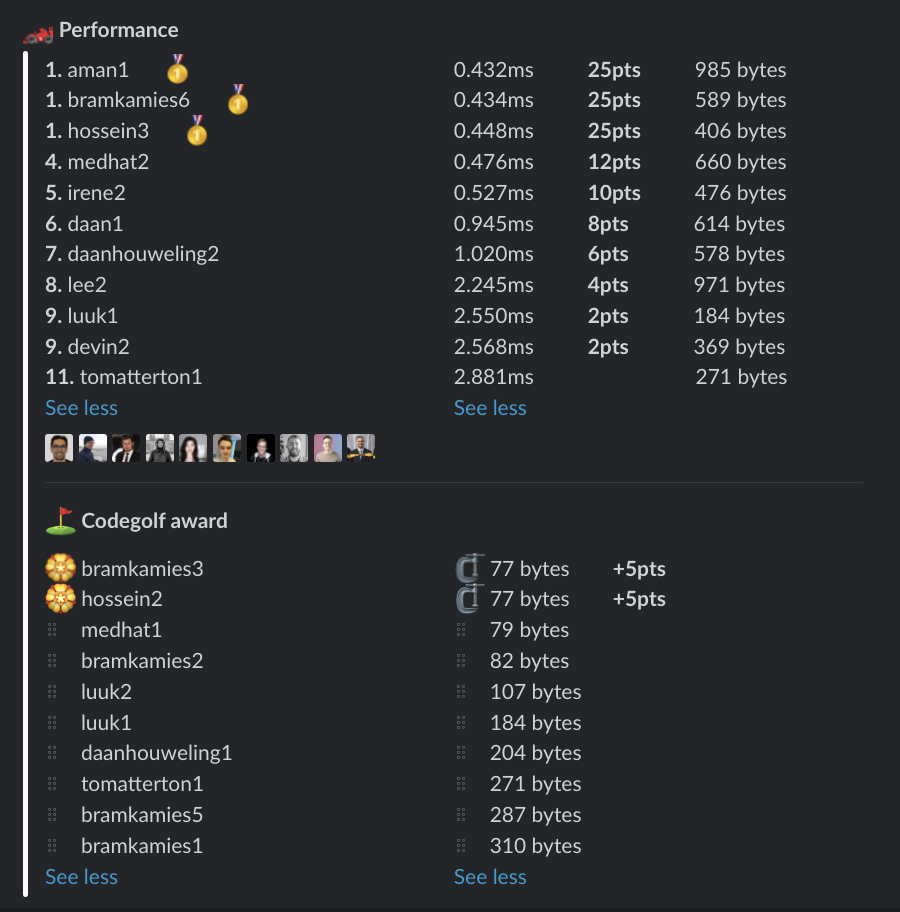 Performance
1. aman1 0.432ms 25pts 985 bytes
1. bramkamies6 0.434ms 25pts 589 bytes
1. hossein3 0.448ms 25pts 406 bytes
4. medhat2 0.476ms 12pts 660 bytes
5. irene2 0.527ms 10pts 476 bytes
6. daan1 0.945ms 8pts 614 bytes
7. daanhouweling2 1.020ms 6pts 578 bytes
8. lee2 2.245ms 4pts 971 bytes
9. luuk1 2.550ms 2pts 184 bytes
9. devin2 2.568ms 2pts 369 bytes
11. tomatterton1 2.881ms 271 bytes
See less See less
Codegolf award
bramkamies3 77 bytes +5pts
hossein2 77 bytes +5pts
medhat1 79 bytes
bramkamies2 82 bytes
luuk2 107 bytes
luuk1 184 bytes
daanhouweling1 204 bytes
tomatterton1 271 bytes
bramkamies5 287 bytes
bramkamies1 310 bytes
See less See less